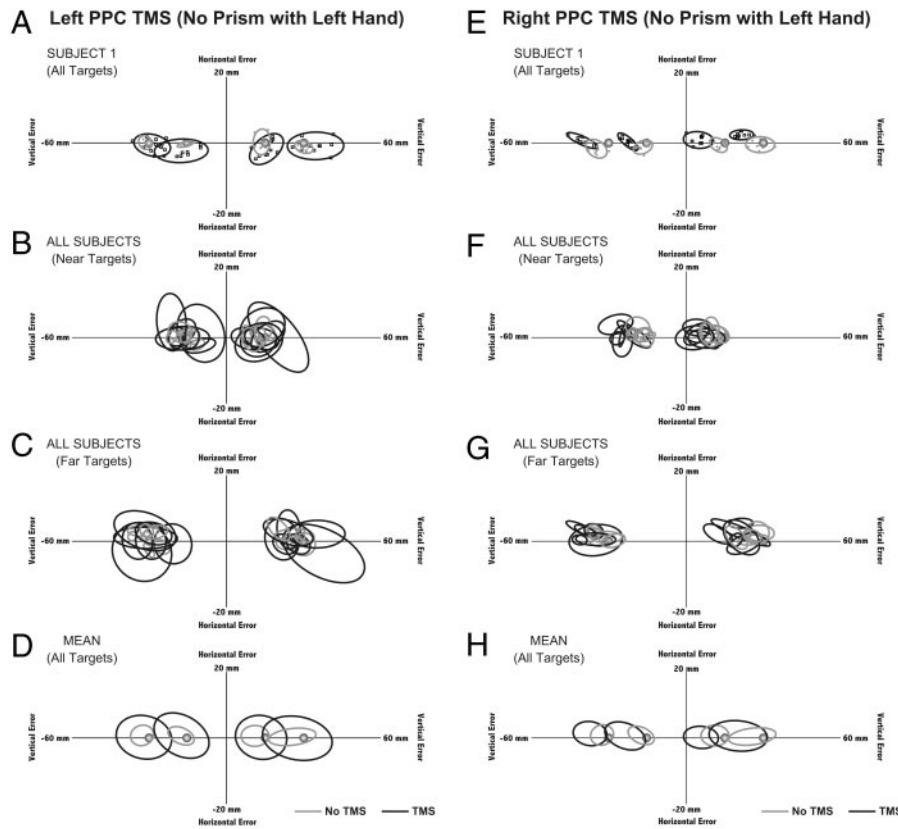 A Left PPC TMS (No Prism with Left Hand)
SUBJECT 1
(All Targets)
Horizontal Error
20 mm
Vertical Error
-60 mm
60 mm
Vertical Error
-20 mm
Horizontal Error
B ALL SUBJECTS
(Near Targets)
Horizontal Error
20 mm
Vertical Error
-60 mm
60 mm
Vertical Error
-20 mm
Horizontal Error
C ALL SUBJECTS
(Far Targets)
Horizontal Error
20 mm
Vertical Error
-60 mm
60 mm
Vertical Error
-20 mm
Horizontal Error
D MEAN
(All Targets)
Horizontal Error
20 mm
Vertical Error
-60 mm
60 mm
Vertical Error
-20 mm
Horizontal Error
No TMS TMS
E Right PPC TMS (No Prism with Left Hand)
SUBJECT 1
(All Targets)
Horizontal Error
20 mm
Vertical Error
-60 mm
60 mm
Vertical Error
-20 mm
Horizontal Error
F ALL SUBJECTS
(Near Targets)
Horizontal Error
20 mm
Vertical Error
-60 mm
60 mm
Vertical Error
-20 mm
Horizontal Error
G ALL SUBJECTS
(Far Targets)
Horizontal Error
20 mm
Vertical Error
-60 mm
60 mm
Vertical Error
-20 mm
Horizontal Error
H MEAN
(All Targets)
Horizontal Error
20 mm
Vertical Error
-60 mm
60 mm
Vertical Error
-20 mm
Horizontal Error
No TMS TMS